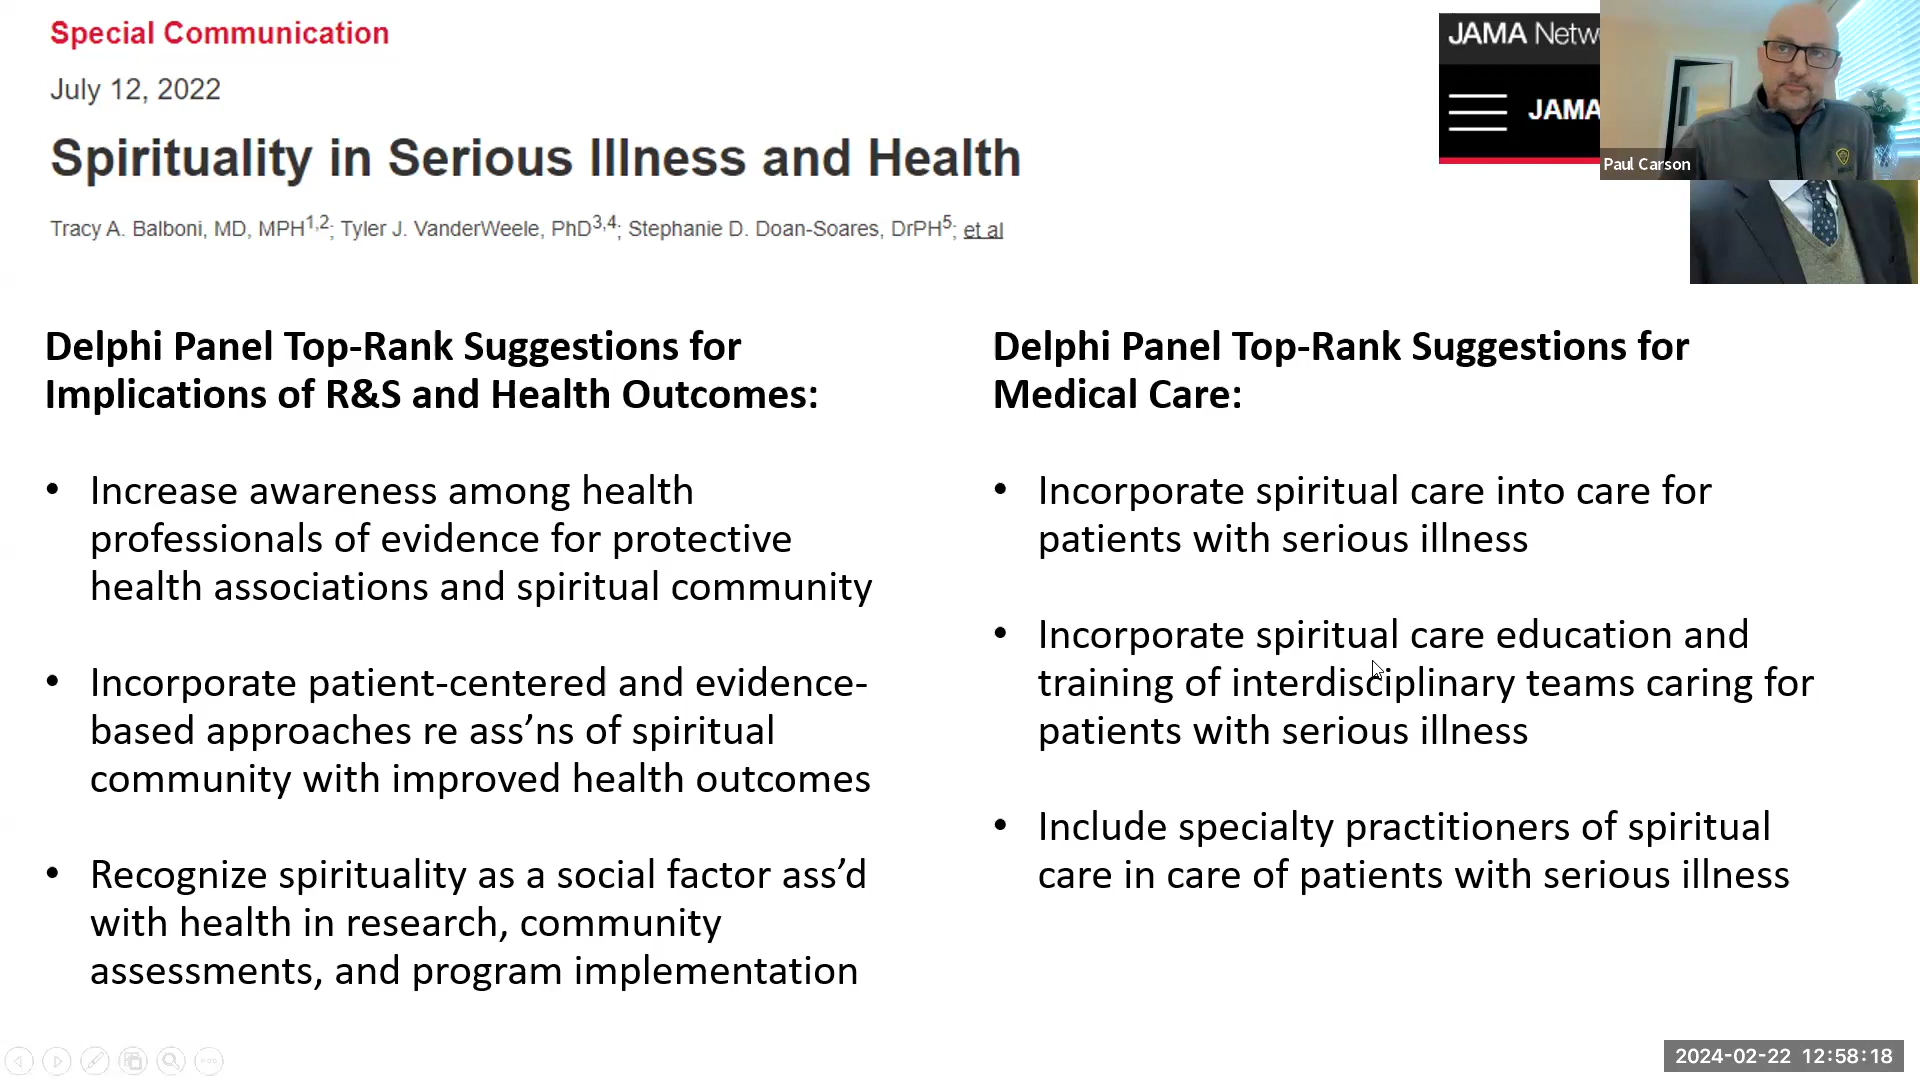 Special Communication
July 12, 2022
Spirituality in Serious Illness and Health
Tracy A. Balboni, MD, MPH1,2; Tyler J. VanderWeele, PhD3,4; Stephanie D. Doan-Soares, DrPH5; et al
JAMA Netw
JAMA
Paul Carson
Delphi Panel Top-Rank Suggestions for
Implications of R&S and Health Outcomes:
• Increase awareness among health
professionals of evidence for protective
health associations and spiritual community
• Incorporate patient-centered and evidence-
based approaches re ass’ns of spiritual
community with improved health outcomes
• Recognize spirituality as a social factor ass’d
with health in research, community
assessments, and program implementation
Delphi Panel Top-Rank Suggestions for
Medical Care:
• Incorporate spiritual care into care for
patients with serious illness
• Incorporate spiritual care education and
training of interdisciplinary teams caring for
patients with serious illness
• Include specialty practitioners of spiritual
care in care of patients with serious illness
2024-02-22 12:58:18